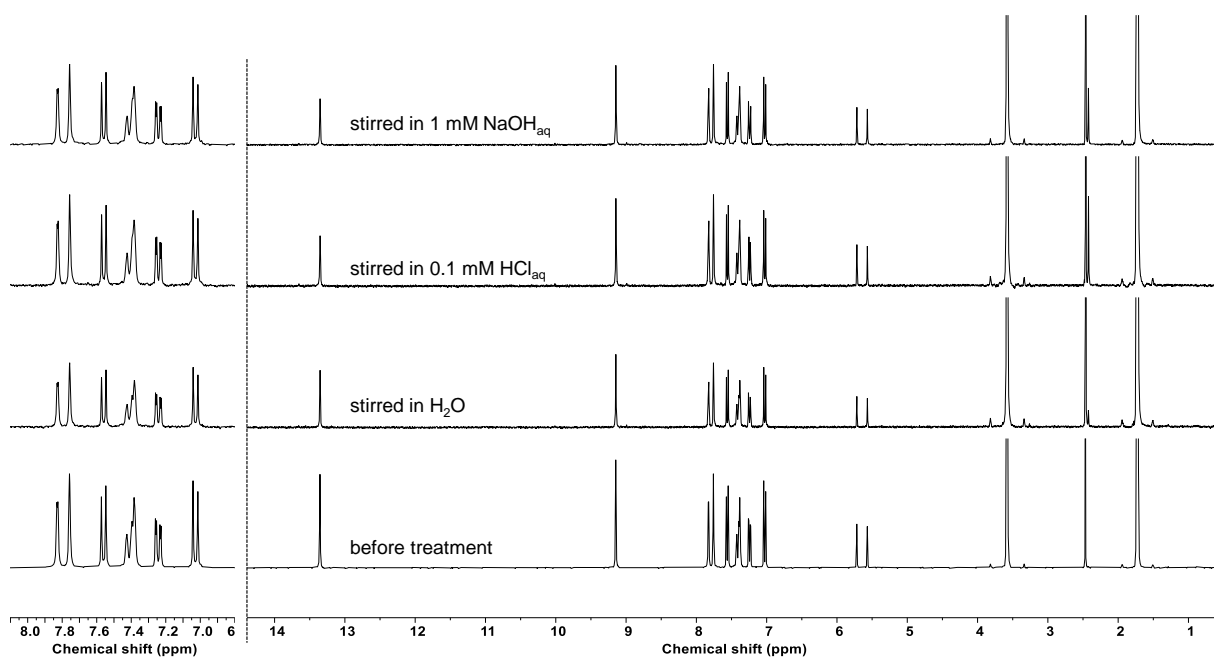 stirred in 1 mM NaOHaq
stirred in 0.1 mM HClaq
stirred in H2O
before treatment
8.0 7.8 7.6 7.4 7.2 7.0 6
14 13 12 11 10 9 8 7 6 5 4 3 2 1
Chemical shift (ppm) Chemical shift (ppm)